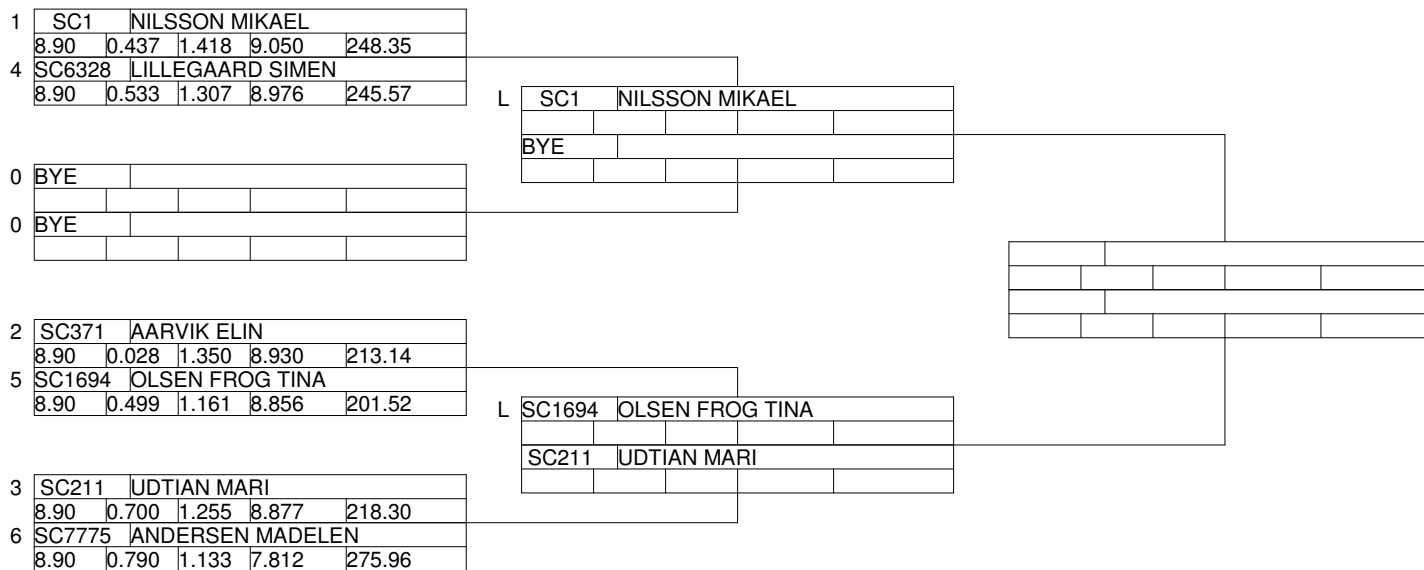 1 SC1 NILSSON MIKAEL
8.90 0.437 1.418 9.050 248.35
4 SC6328 LILLEGAARD SIMEN
8.90 0.533 1.307 8.976 245.57
0 BYE
0 BYE
2 SC371 AARVIK ELIN
8.90 0.028 1.350 8.930 213.14
5 SC1694 OLSEN FROG TINA
8.90 0.499 1.161 8.856 201.52
3 SC211 UDTIAN MARI
8.90 0.700 1.255 8.877 218.30
6 SC7775 ANDERSEN MADELEN
8.90 0.790 1.133 7.812 275.96
L SC1 NILSSON MIKAEL
BYE
L SC1694 OLSEN FROG TINA
SC211 UDTIAN MARI